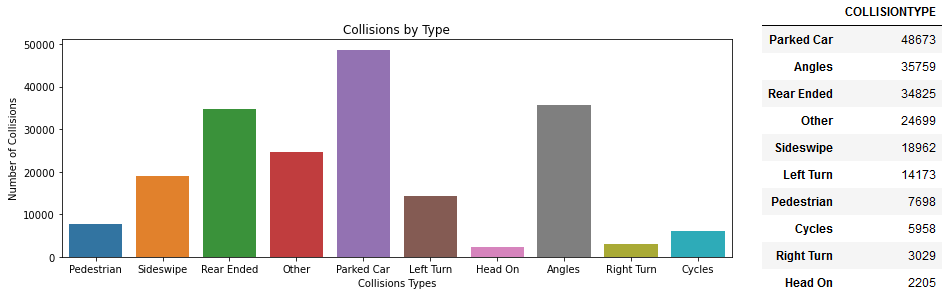 Collisions by Type
50000
40000
30000
20000
10000
0
Number of Collisions
Pedestrian Sideswipe Rear Ended Other Parked Car Left Turn Head On Angles Right Turn Cycles
Collisions Types
COLLISIONTYPE
Parked Car 48673
Angles 35759
Rear Ended 34825
Other 24699
Sideswipe 18962
Left Turn 14173
Pedestrian 7698
Cycles 5958
Right Turn 3029
Head On 2205